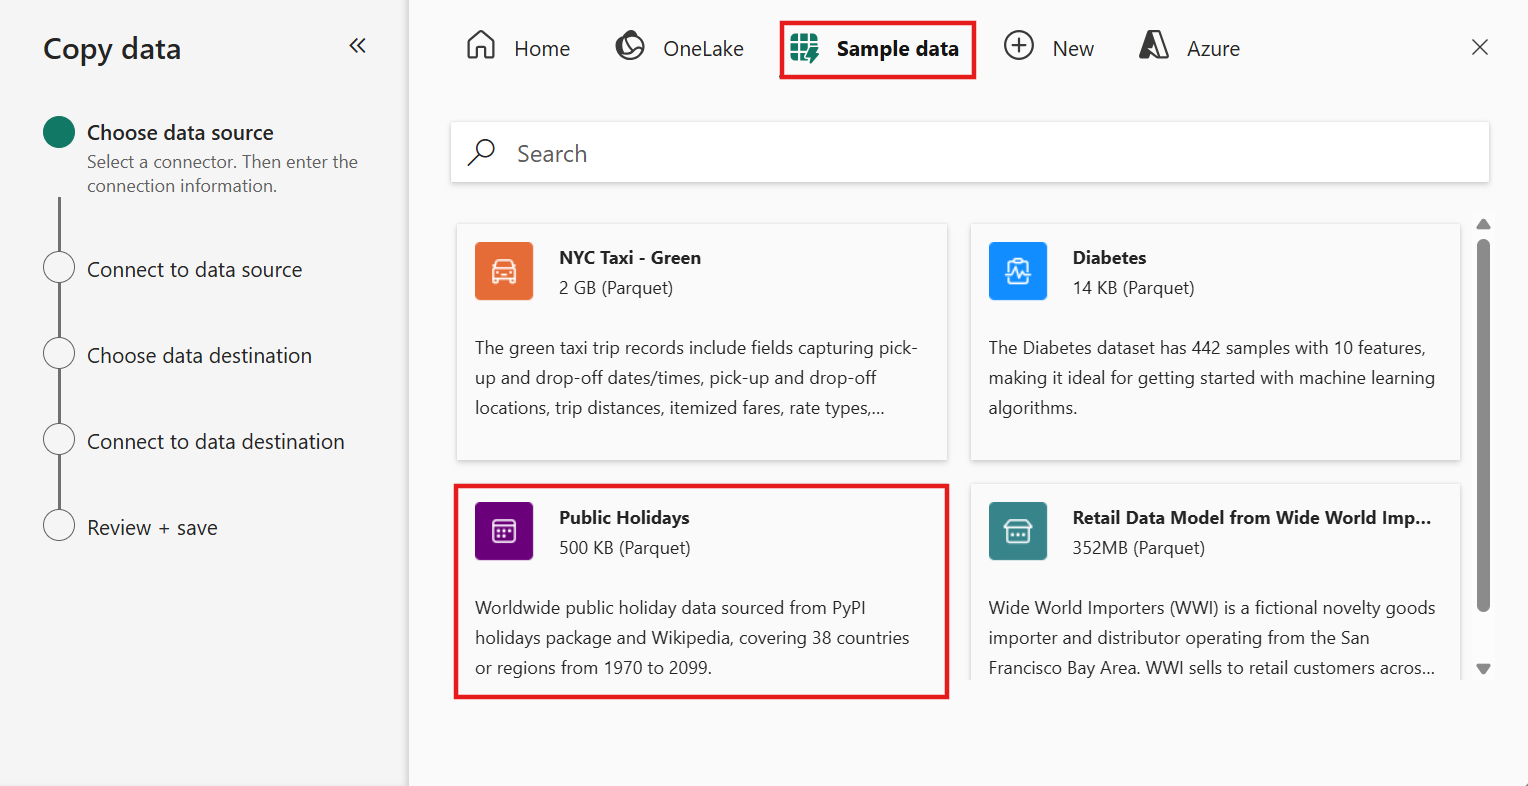 Copy data
Choose data source
Select a connector. Then enter the
connection information.
Connect to data source
Choose data destination
Connect to data destination
Review + save
Home
OneLake
Sample data
New
Azure
Search
NYC Taxi - Green
2 GB (Parquet)
The green taxi trip records include fields capturing pick-
up and drop-off dates/times, pick-up and drop-off
locations, trip distances, itemized fares, rate types,...
Diabetes
14 KB (Parquet)
The Diabetes dataset has 442 samples with 10 features,
making it ideal for getting started with machine learning
algorithms.
Public Holidays
500 KB (Parquet)
Worldwide public holiday data sourced from PyPI
holidays package and Wikipedia, covering 38 countries
or regions from 1970 to 2099.
Retail Data Model from Wide World Imp...
352MB (Parquet)
Wide World Importers (WWI) is a fictional novelty goods
importer and distributor operating from the San
Francisco Bay Area. WWI sells to retail customers acros...